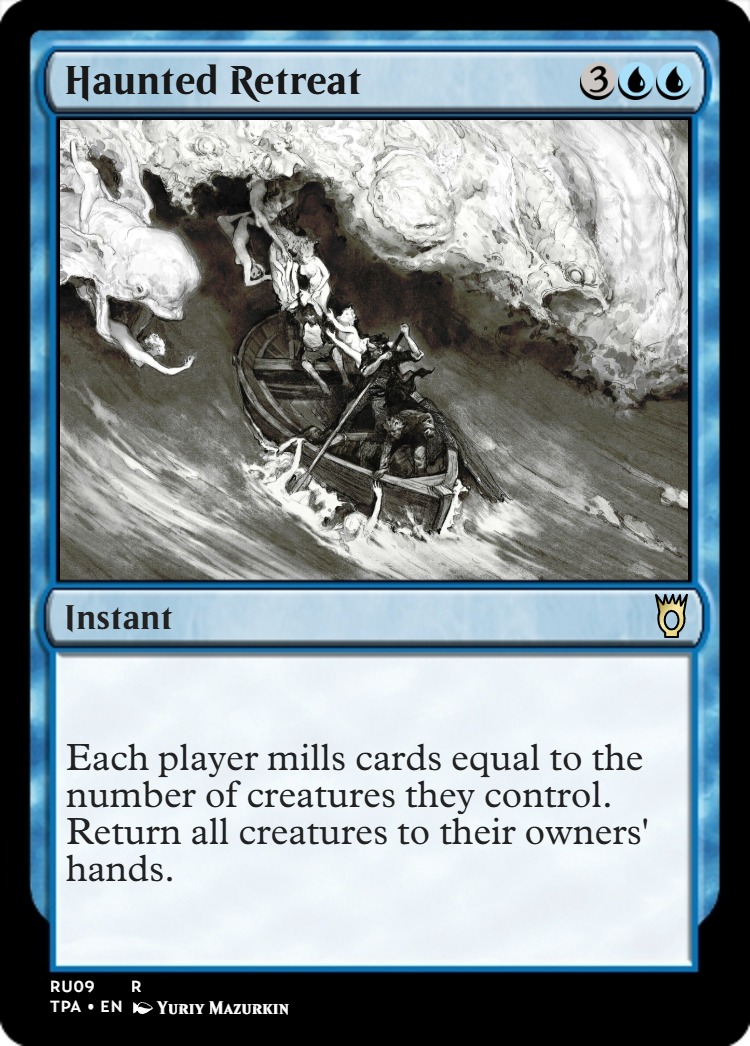 Haunted Retreat 3
Instant
Each player mills cards equal to the
number of creatures they control.
Return all creatures to their owners'
hands.
RU09 R
TPA • EN Yuriy Mazurkin